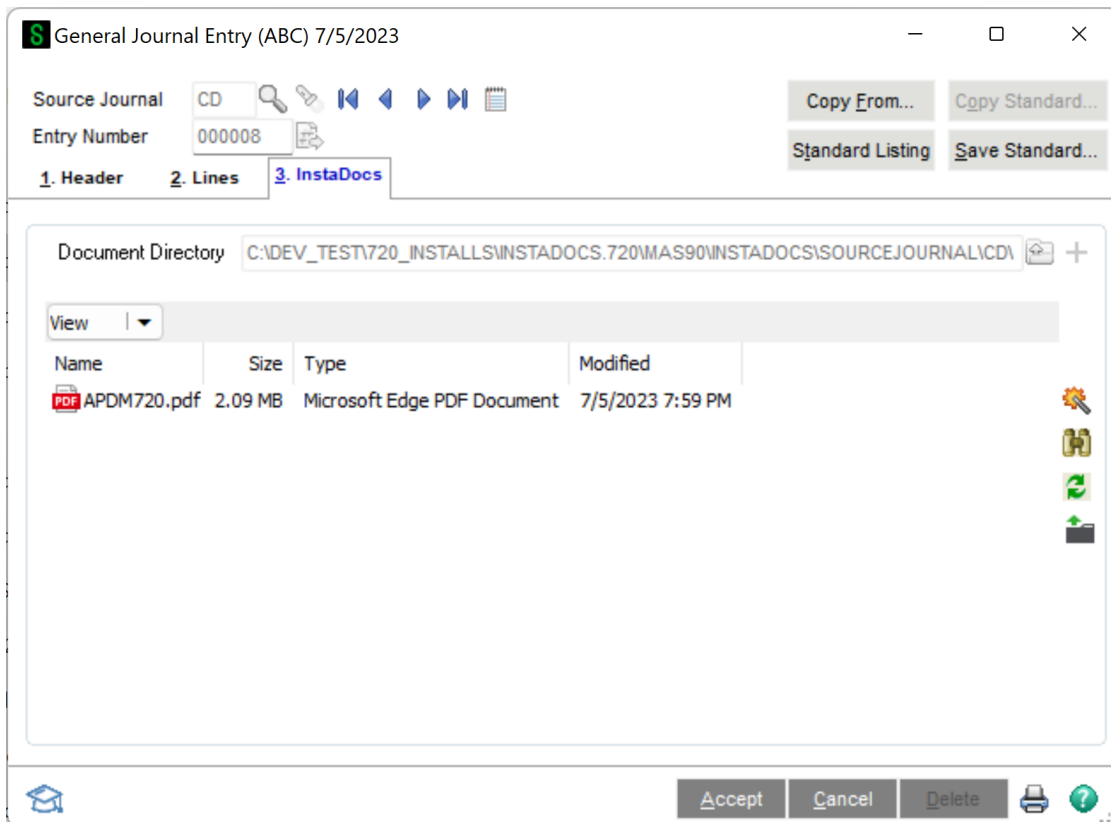 S General Journal Entry (ABC) 7/5/2023
Source Journal CD
Copy From... Copy Standard...
Entry Number 000008
Standard Listing Save Standard...
1. Header 2. Lines 3. InstaDocs
Document Directory C:\DEV_TEST\720_INSTALLS\INSTADOCS.720\MAS90\INSTADOCS\SOURCEJOURNAL\CD\
View
Name Size Type Modified
PDF APDM720.pdf 2.09 MB Microsoft Edge PDF Document 7/5/2023 7:59 PM
Accept Cancel Delete ?